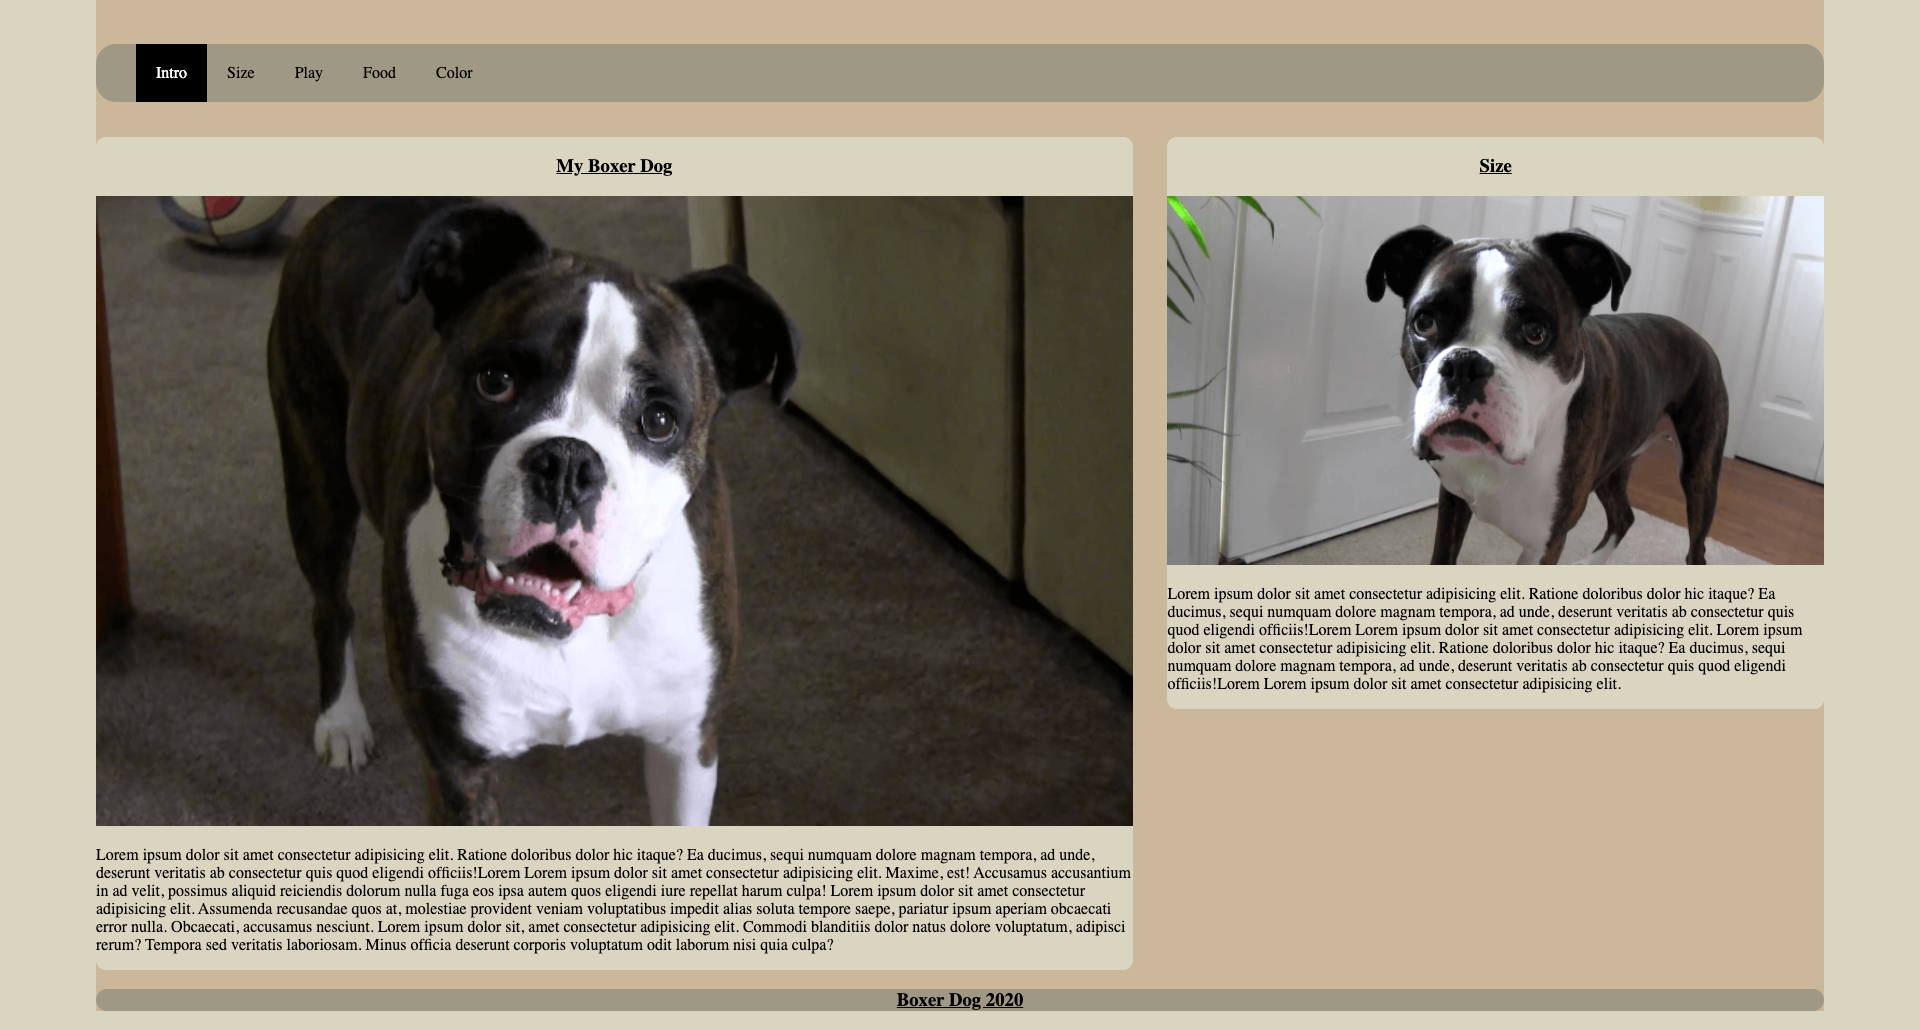 Intro Size Play Food Color
My Boxer Dog
Lorem ipsum dolor sit amet consectetur adipisicing elit. Ratione doloribus dolor hic itaque? Ea ducimus, sequi numquam dolore magnam tempora, ad unde,
deserunt veritatis ab consectetur quis quod eligendi officiis!Lorem Lorem ipsum dolor sit amet consectetur adipisicing elit. Maxime, est! Accusamus accusantium
in ad velit, possimus aliquid reiciendis dolorum nulla fuga eos ipsa autem quos eligendi iure repellat harum culpa! Lorem ipsum dolor sit amet consectetur
adipisicing elit. Assumenda recusandae quos at, molestiae provident veniam voluptatibus impedit alias soluta tempore saepe, pariatur ipsum aperiam obcaecati
error nulla. Obcaecati, accusamus nesciunt. Lorem ipsum dolor sit, amet consectetur adipisicing elit. Commodi blanditiis dolor natus dolore voluptatum, adipisci
rerum? Tempora sed veritatis laboriosam. Minus officia deserunt corporis voluptatum odit laborum nisi quia culpa?
Size
Lorem ipsum dolor sit amet consectetur adipisicing elit. Ratione doloribus dolor hic itaque? Ea
ducimus, sequi numquam dolore magnam tempora, ad unde, deserunt veritatis ab consectetur quis
quod eligendi officiis!Lorem Lorem ipsum dolor sit amet consectetur adipisicing elit. Lorem ipsum
dolor sit amet consectetur adipisicing elit. Ratione doloribus dolor hic itaque? Ea ducimus, sequi
numquam dolore magnam tempora, ad unde, deserunt veritatis ab consectetur quis quod eligendi
officiis!Lorem Lorem ipsum dolor sit amet consectetur adipisicing elit.
Boxer Dog 2020